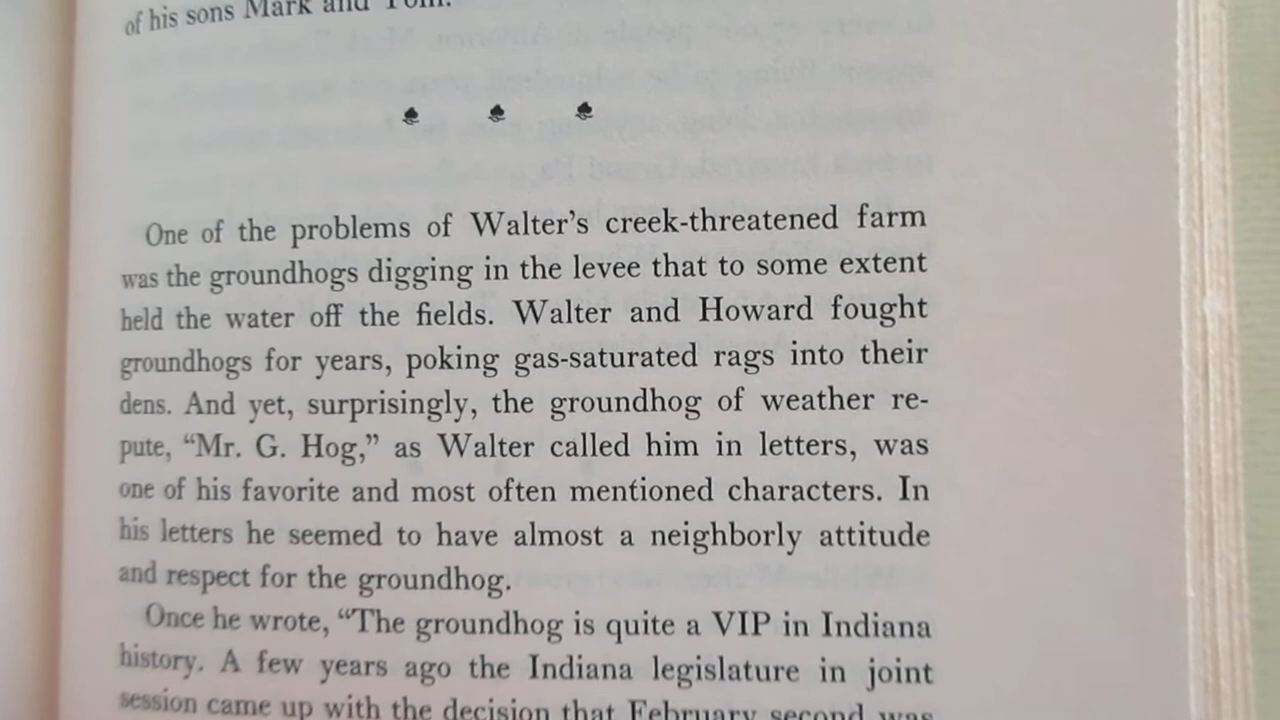 of his sons Mark and Tom.
One of the problems of Walter’s creek-threatened farm
was the groundhogs digging in the levee that to some extent
held the water off the fields. Walter and Howard fought
groundhogs for years, poking gas-saturated rags into their
dens. And yet, surprisingly, the groundhog of weather re-
pute, “Mr. G. Hog,” as Walter called him in letters, was
one of his favorite and most often mentioned characters. In
his letters he seemed to have almost a neighborly attitude
and respect for the groundhog.
Once he wrote, “The groundhog is quite a VIP in Indiana
history. A few years ago the Indiana legislature in joint
session came up with the decision that February second was